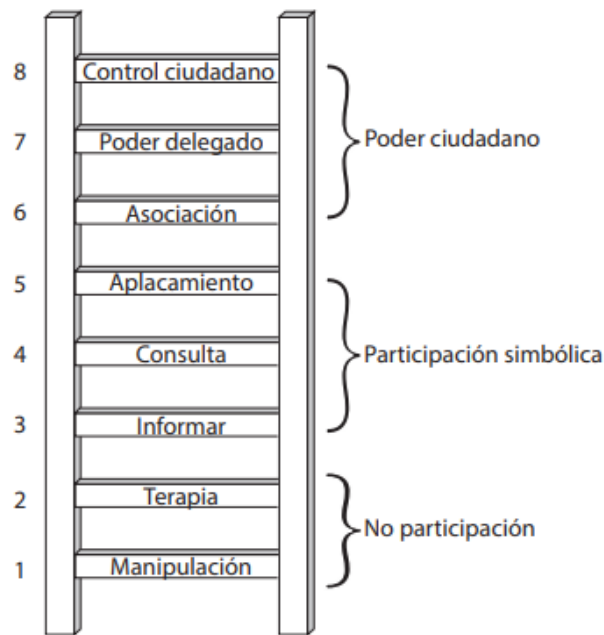 8 Control ciudadano
7 Poder delegado
Poder ciudadano
6 Asociación
5 Aplacamiento
4 Consulta
Participación simbólica
3 Informar
2 Terapia
No participación
1 Manipulación